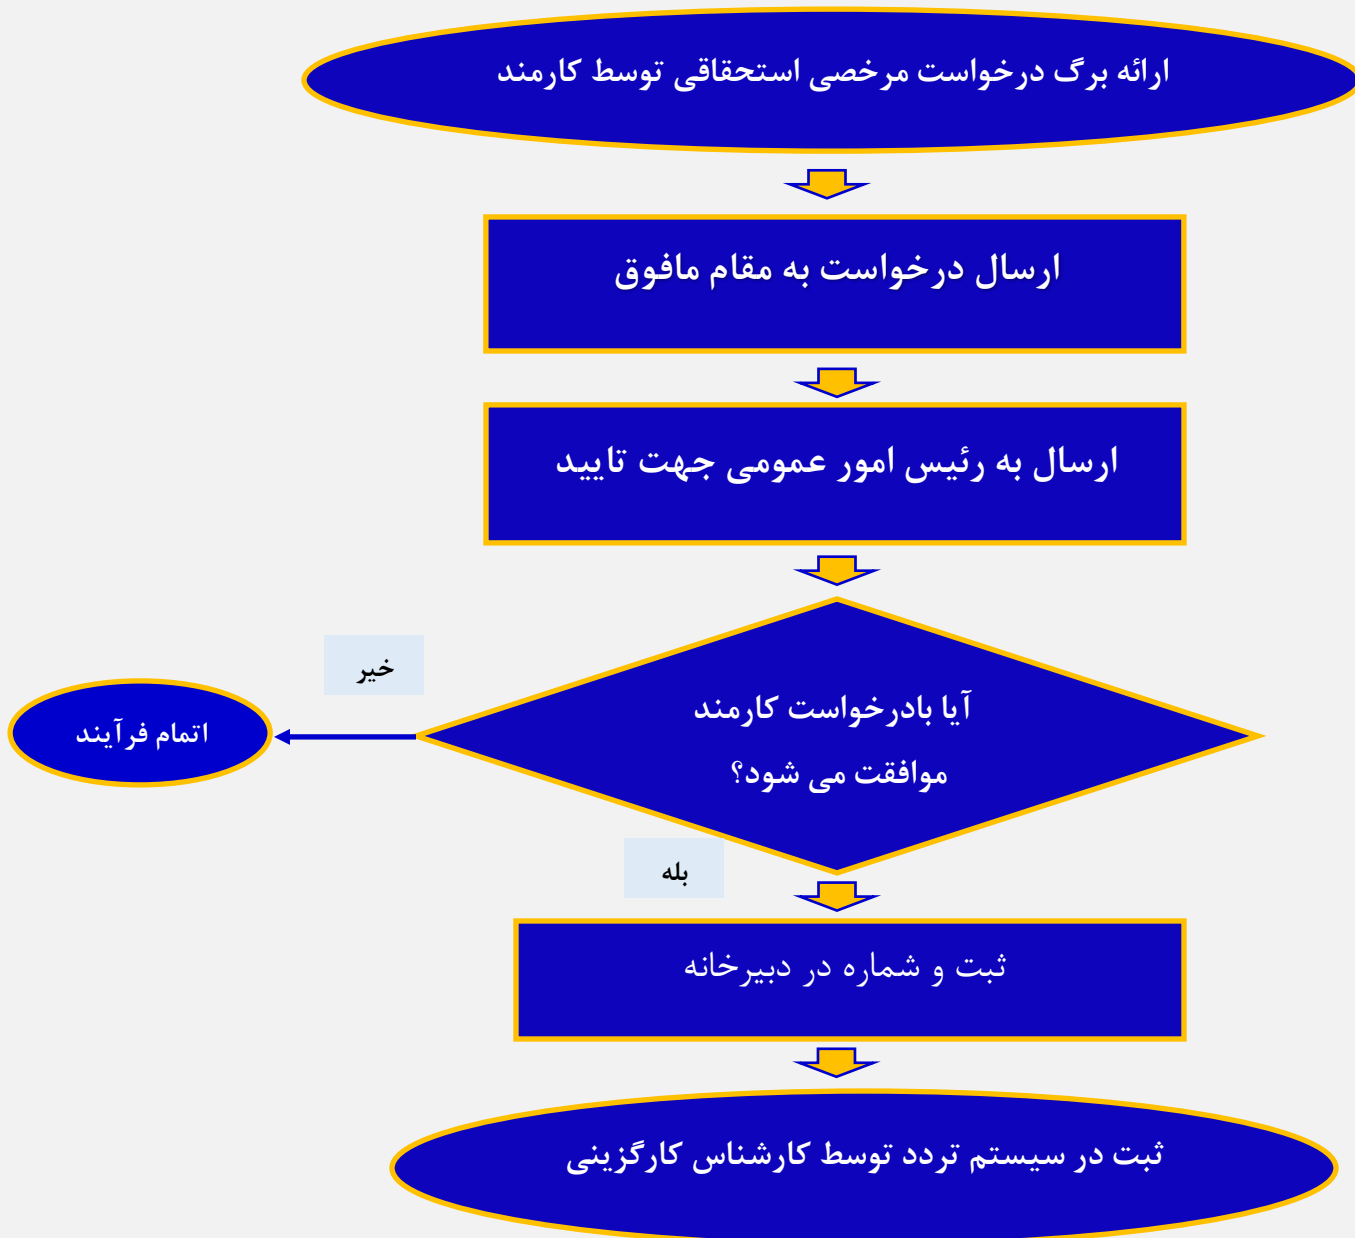 ارائه برگ درخواست مرخصی استحقاقی توسط کارمند
ارسال درخواست به مقام مافوق
ارسال به رئیس امور عمومی جهت تایید
آیا بادرخواست کارمند
موافقت می شود؟
خیر
اتمام فرآیند
بله
ثبت و شماره در دبیرخانه
ثبت در سیستم تردد توسط کارشناس کارگزینی